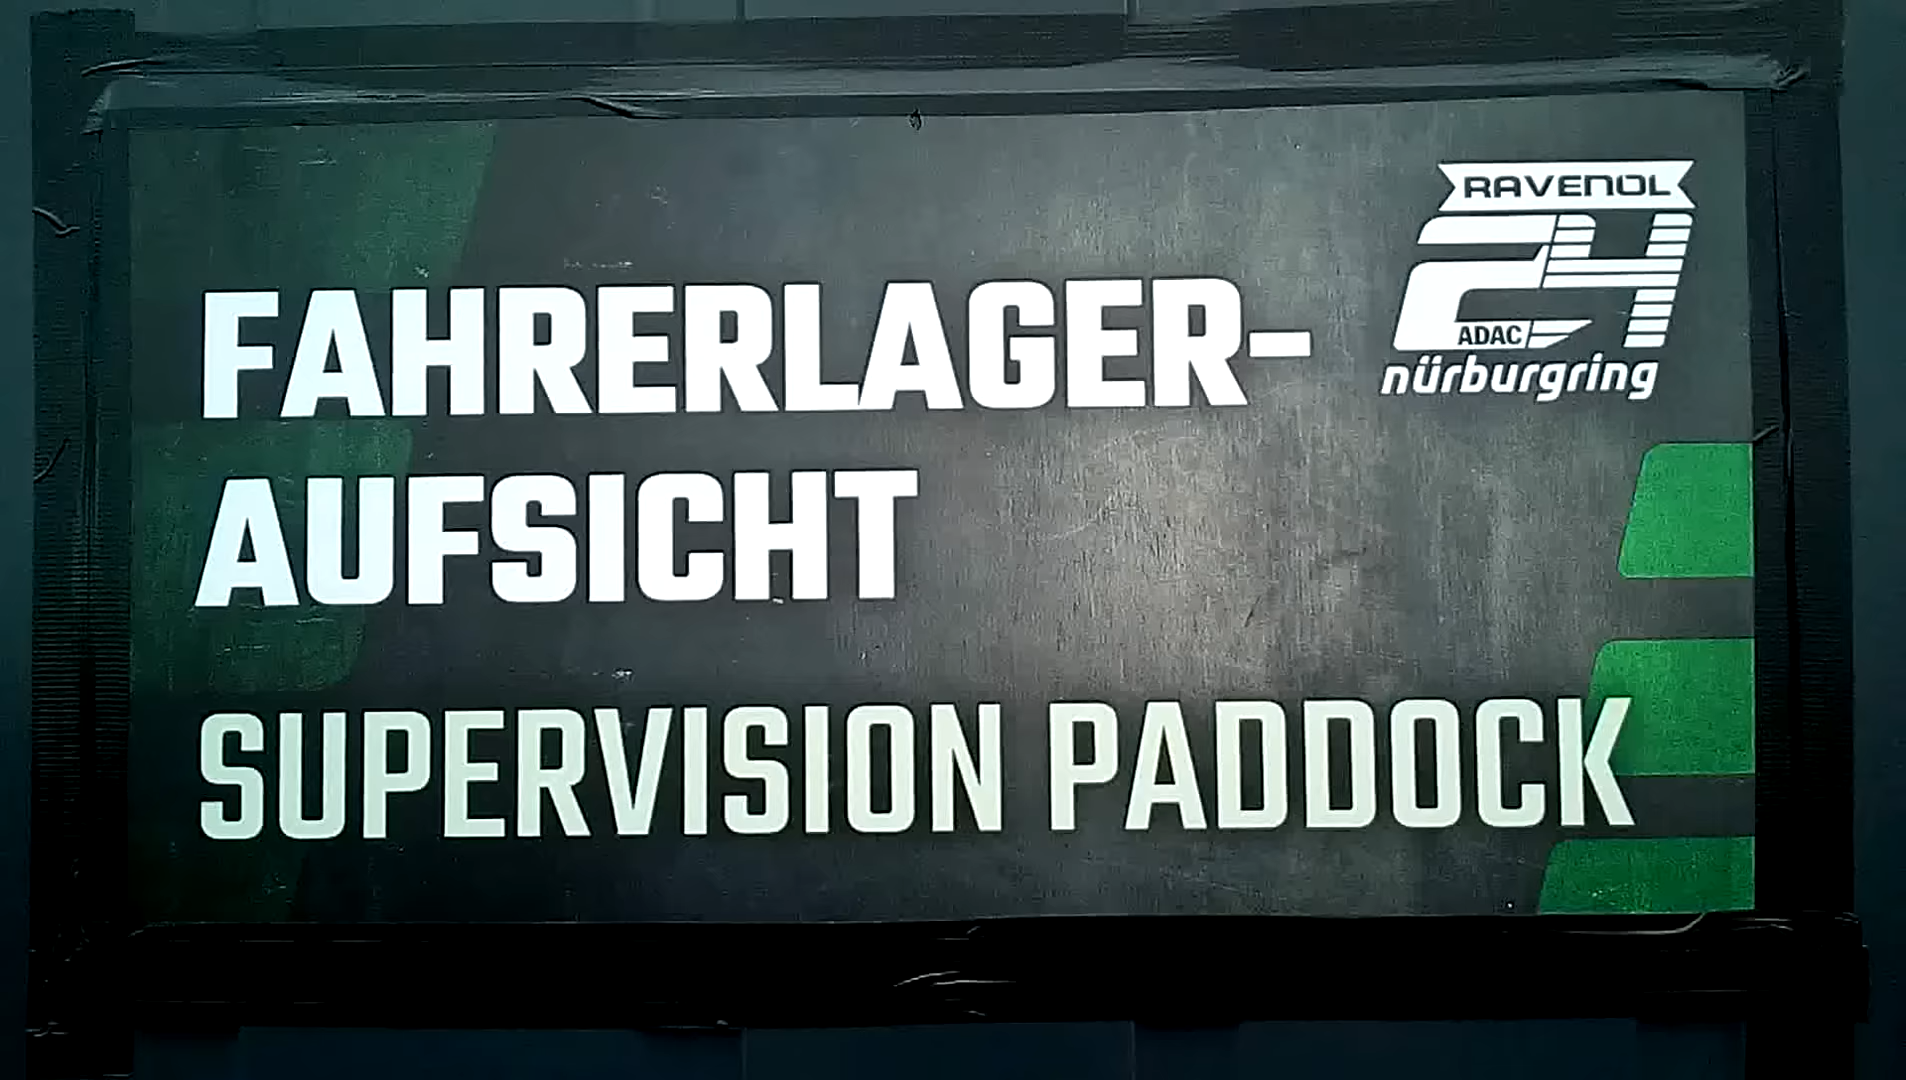 RAVENOL
24
ADAC
nürburgring
FAHRERLAGER-
AUFSICHT
SUPERVISION PADDOCK